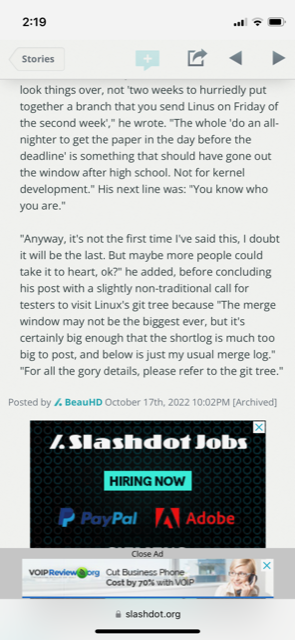 2:19
Stories
look things over, not 'two weeks to hurriedly put
together a branch that you send Linus on Friday of
the second week'," he wrote. "The whole 'do an all-
nighter to get the paper in the day before the
deadline' is something that should have gone out
the window after high school. Not for kernel
development." His next line was: "You know who
you are."
"Anyway, it's not the first time I've said this, I doubt
it will be the last. But maybe more people could
take it to heart, ok?" he added, before concluding
his post with a slightly non-traditional call for
testers to visit Linux's git tree because "The merge
window may not be the biggest ever, but it's
certainly big enough that the shortlog is much too
big to post, and below is just my usual merge log."
"For all the gory details, please refer to the git tree."
Posted by BeauHD October 17th, 2022 10:02PM [Archived]
/. Slashdot Jobs
HIRING NOW
PayPal Adobe
Close Ad
VOIPReview.org Cut Business Phone
Cost by 70% with VOIP
slashdot.org